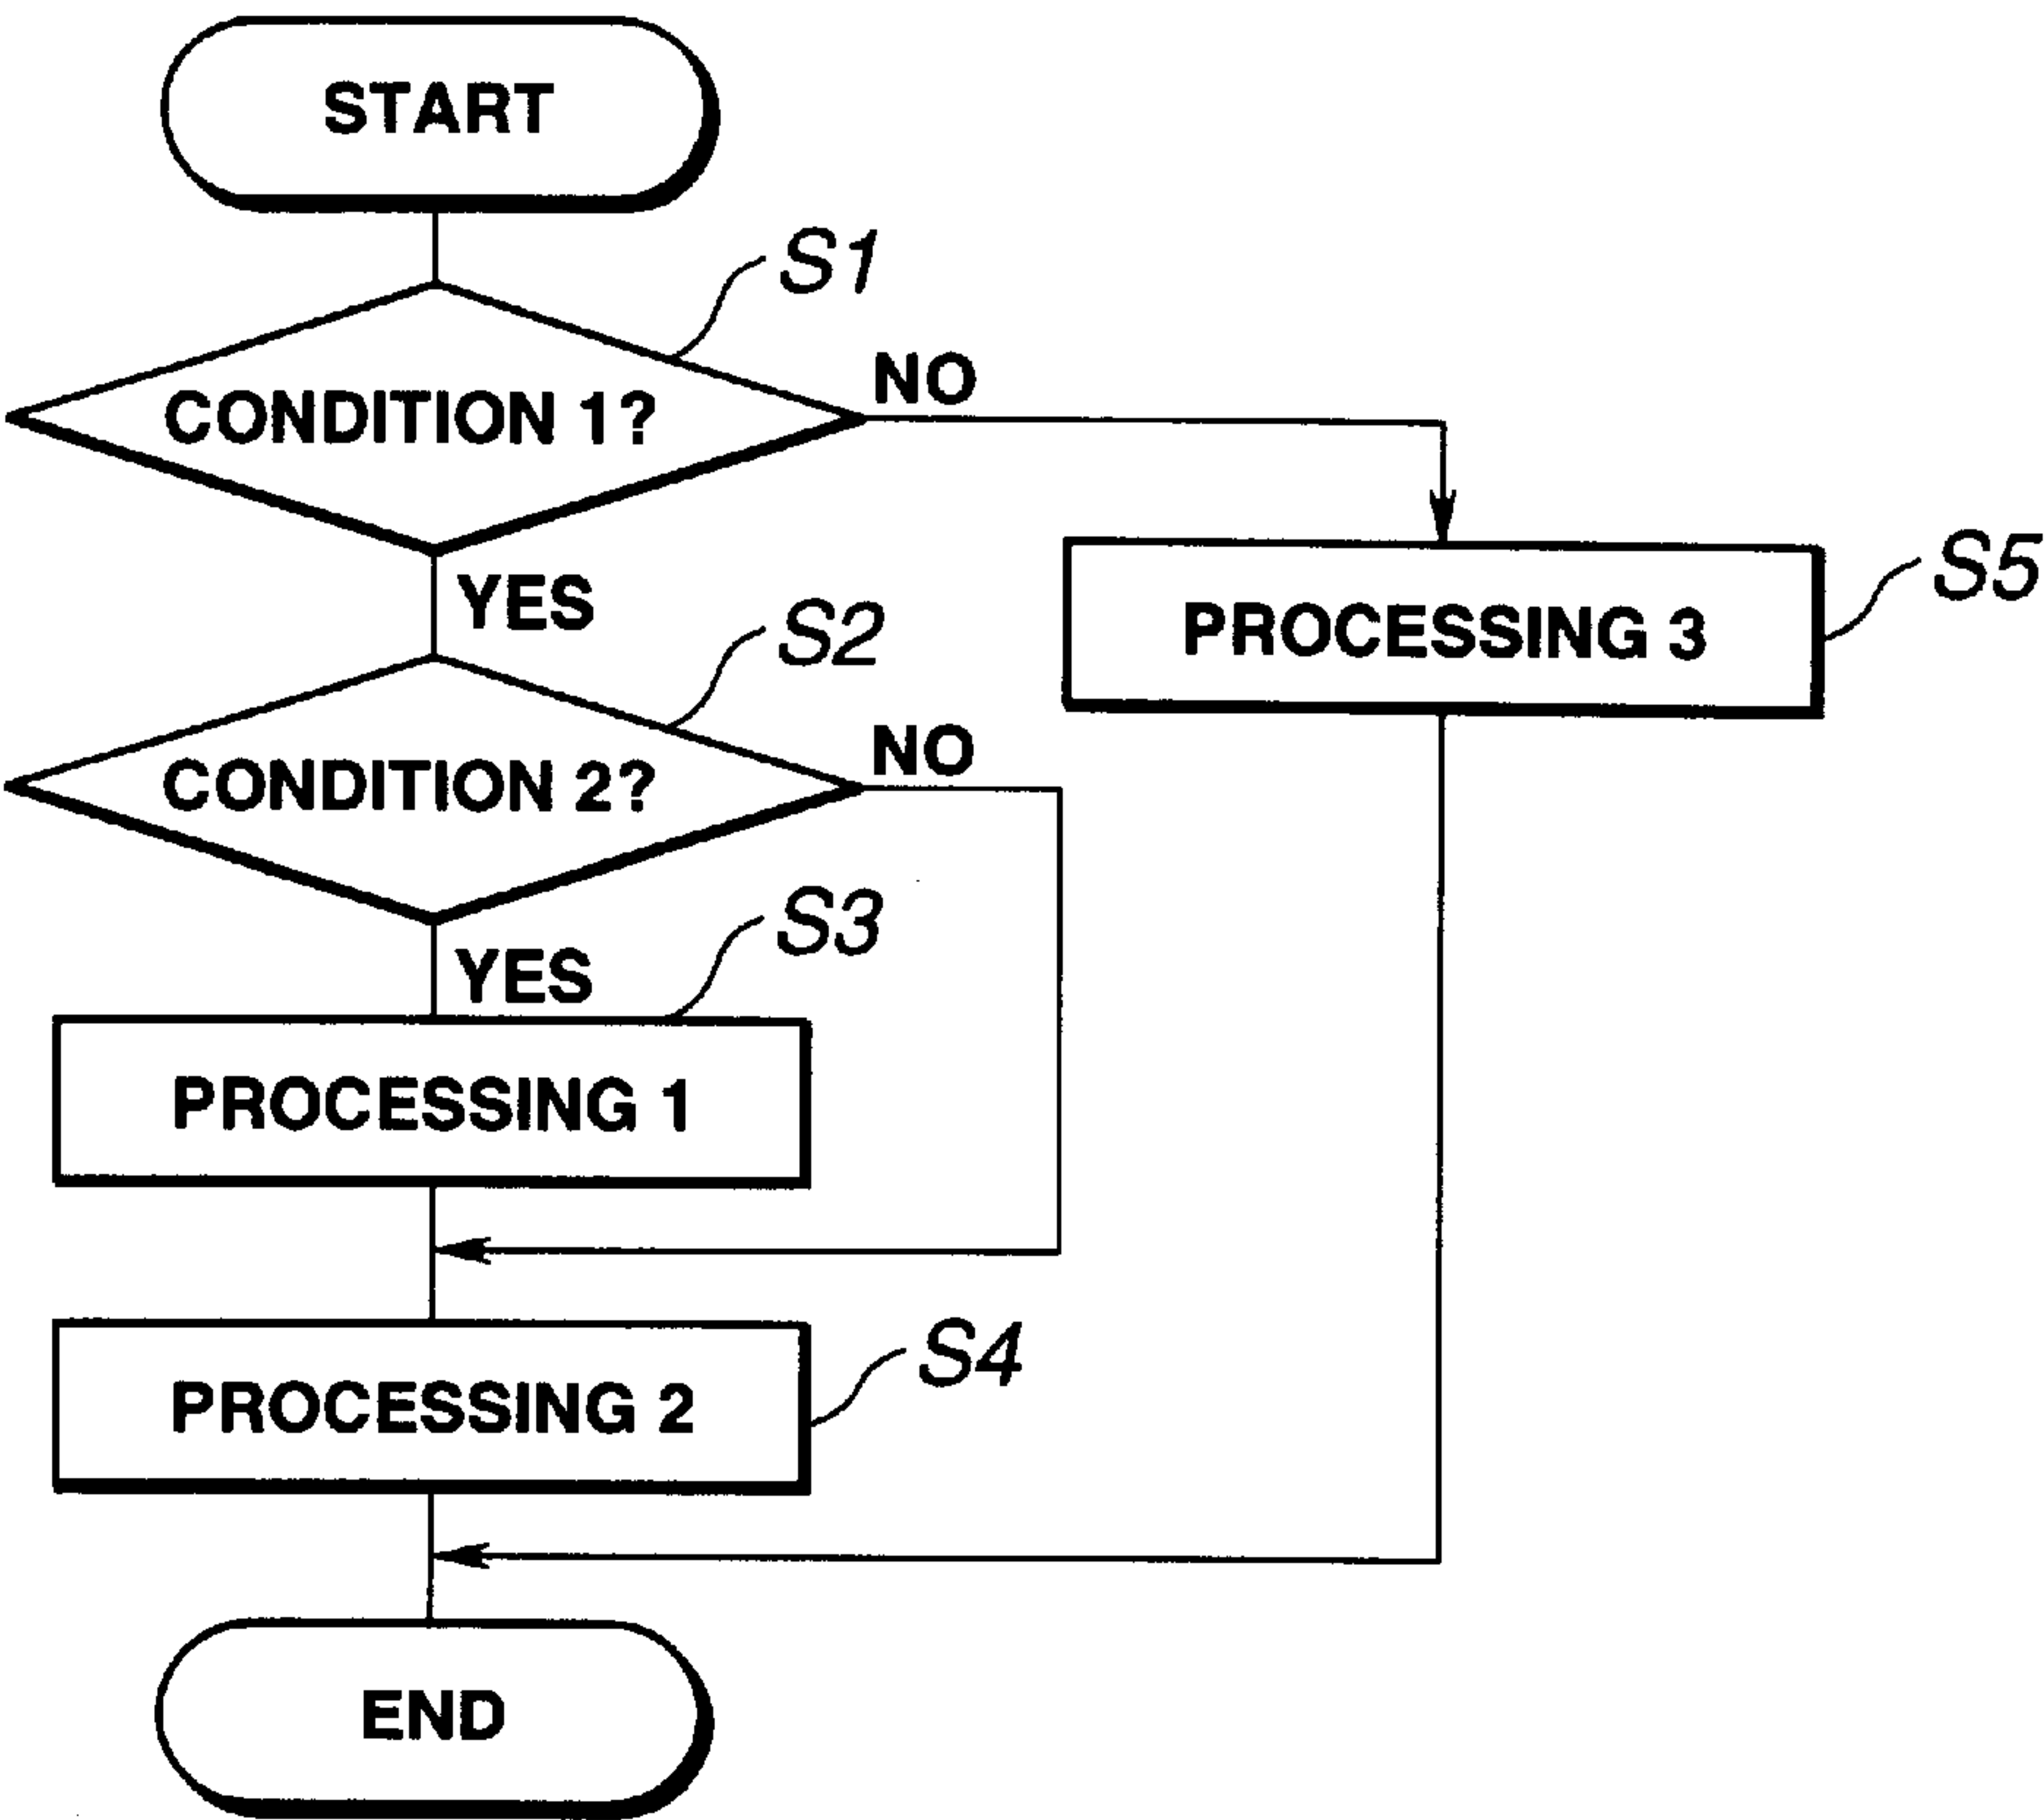 START
S1
CONDITION 1?
NO
YES
S2
PROCESSING 3
S5
CONDITION 2?
NO
YES
S3
PROCESSING 1
PROCESSING 2
S4
END